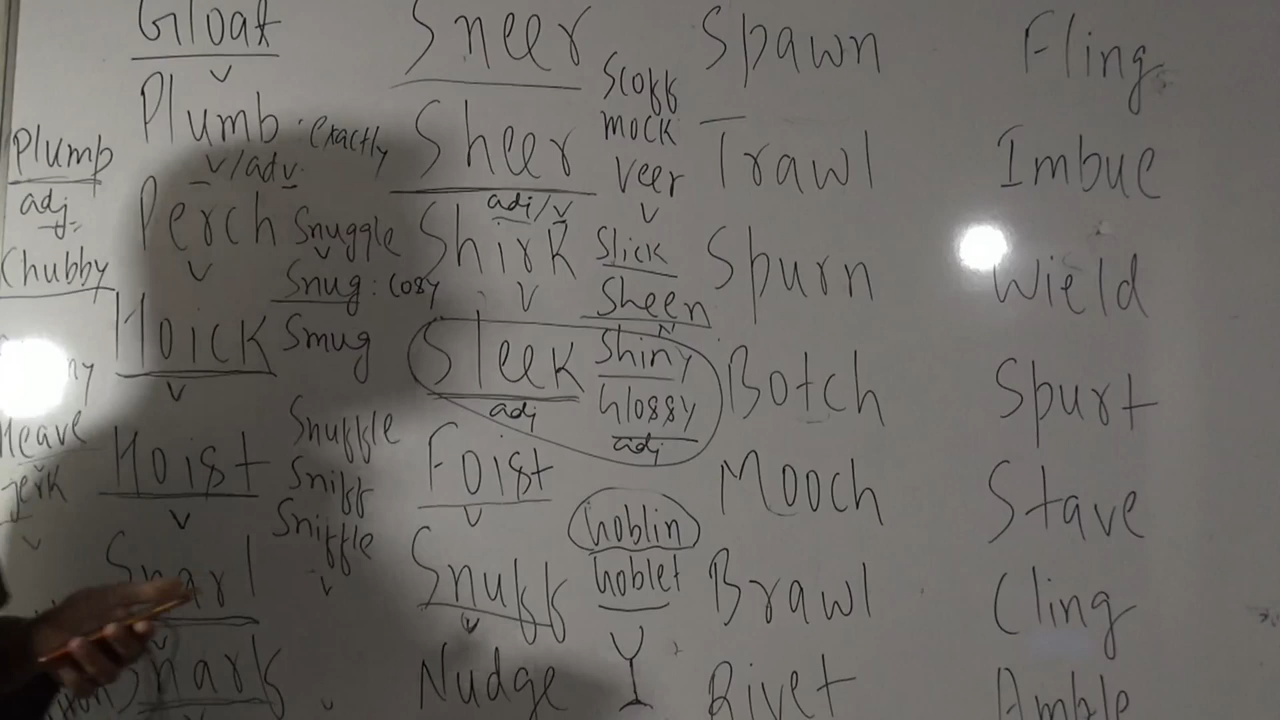 Gloat
v
Plumb : exactly
v/adv.
Plump
adj
Chubby
Perch
v
Snuggle
v
Snug : cosy
Smug
Hoick
v
Heave
jerk
v
v
Hoist
v
Snuffle
Sniff
Sniffle
v
Snarl
Snark
Sneer
Sheer
adj/v
Scoff
mock
veer
v
Shirk
v
Slick
Sheen
N
Sleek
adj
Shiny
Glossy
adj
Foist
v
Goblin
Goblet
Snuff
v
Nudge
Spawn
Trawl
Spurn
Botch
Mooch
Brawl
Rivet
Fling
Imbue
Wield
Spurt
Stave
Cling
Amble